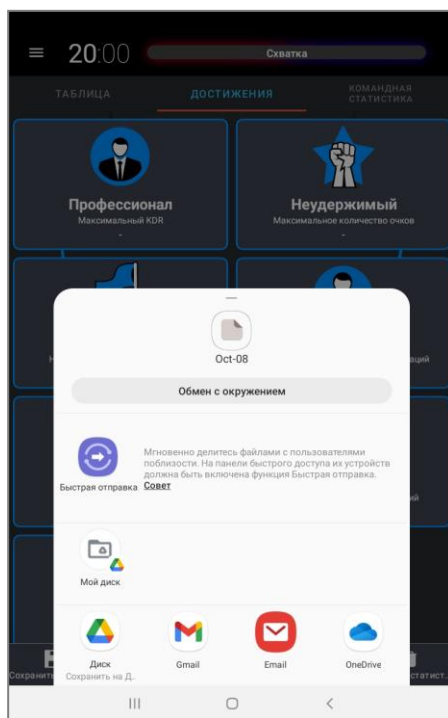 20:00
Схватка
ТАБЛИЦА
ДОСТИЖЕНИЯ
КОМАНДНАЯ
СТАТИСТИКА
Профессионал
Максимальный KDR
-
Неудержимый
Максимальное количество очков
-
Oct-08
Обмен с окружением
Быстрая отправка
Мгновенно делитесь файлами с пользователями
поблизости. На панели быстрого доступа их устройств
должна быть включена функция Быстрая отправка.
Совет
Мой диск
Диск
Сохранить на Д..
Gmail
Email
OneDrive